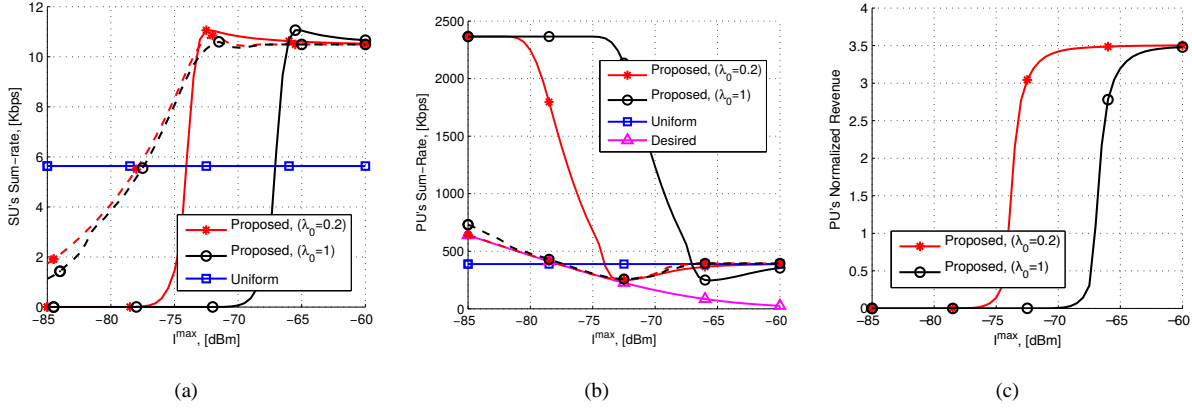 SU's Sum-rate, [Kbps]
12
10
8
6
4
2
0
Proposed, (λ0=0.2)
Proposed, (λ0=1)
Uniform
−85 −80 −75 −70 −65 −60
I^max, [dBm]
(a)
PU's Sum-Rate, [Kbps]
2500
2000
1500
1000
500
0
Proposed, (λ0=0.2)
Proposed, (λ0=1)
Uniform
Desired
−85 −80 −75 −70 −65 −60
I^max, [dBm]
(b)
PU's Normalized Revenue
4
3.5
3
2.5
2
1.5
1
0.5
0
Proposed, (λ0=0.2)
Proposed, (λ0=1)
−85 −80 −75 −70 −65 −60
I^max, [dBm]
(c)